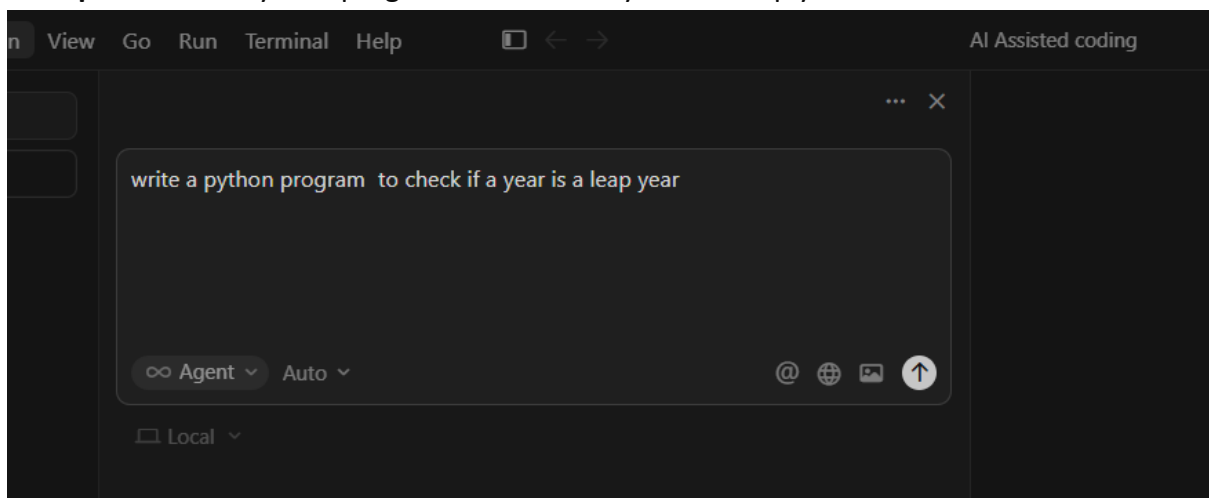 View Go Run Terminal Help
AI Assisted coding
write a python program  to check if a year is a leap year
Agent Auto
@
Local